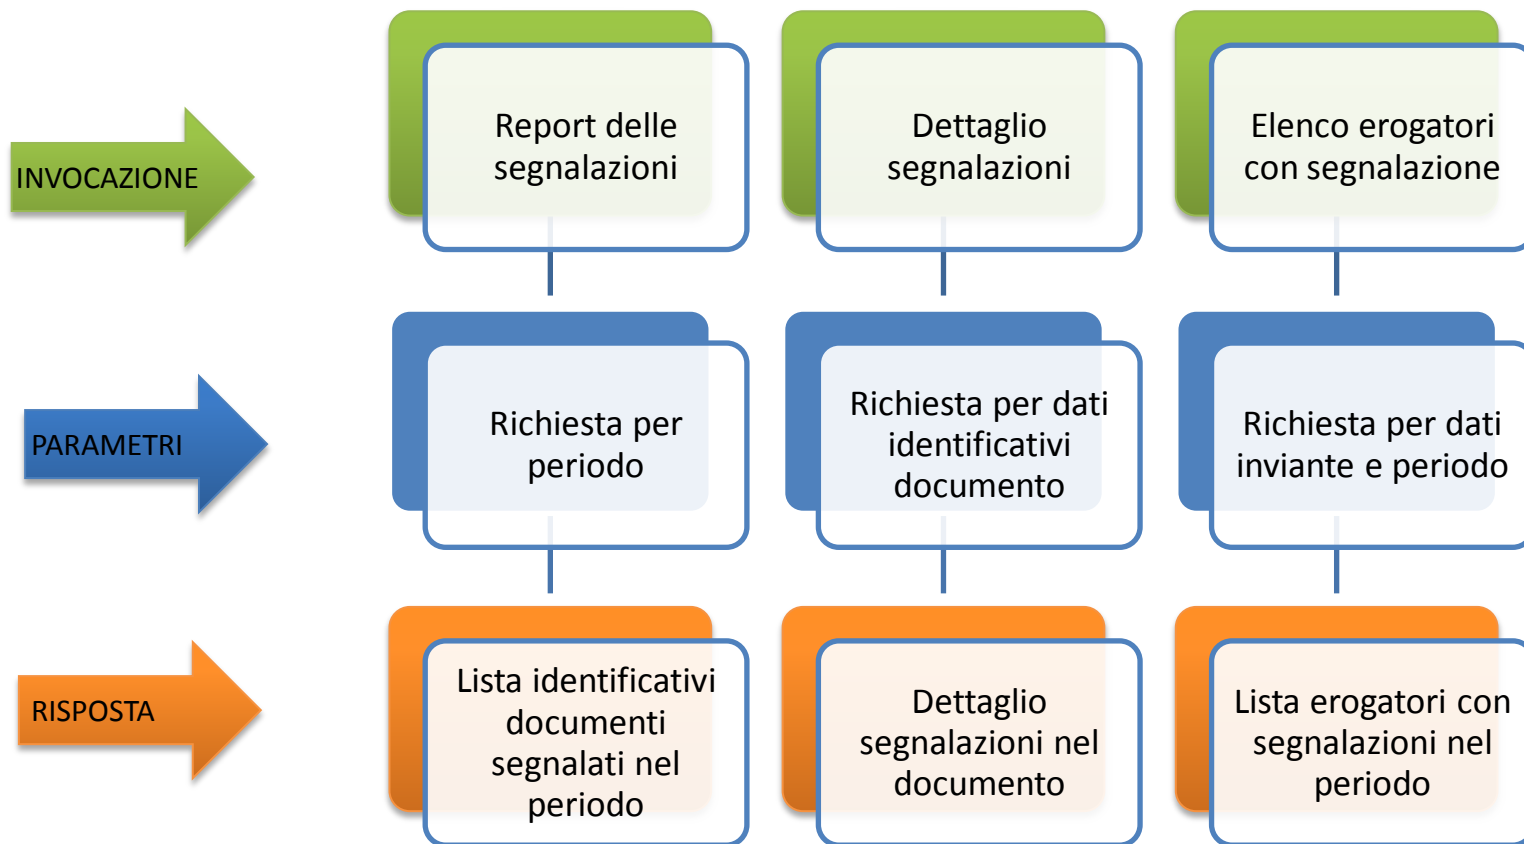 INVOCAZIONE
Report delle
segnalazioni
Dettaglio
segnalazioni
Elenco erogatori
con segnalazione
PARAMETRI
Richiesta per
periodo
Richiesta per dati
identificativi
documento
Richiesta per dati
inviante e periodo
RISPOSTA
Lista identificativi
documenti
segnalati nel
periodo
Dettaglio
segnalazioni nel
documento
Lista erogatori con
segnalazioni nel
periodo